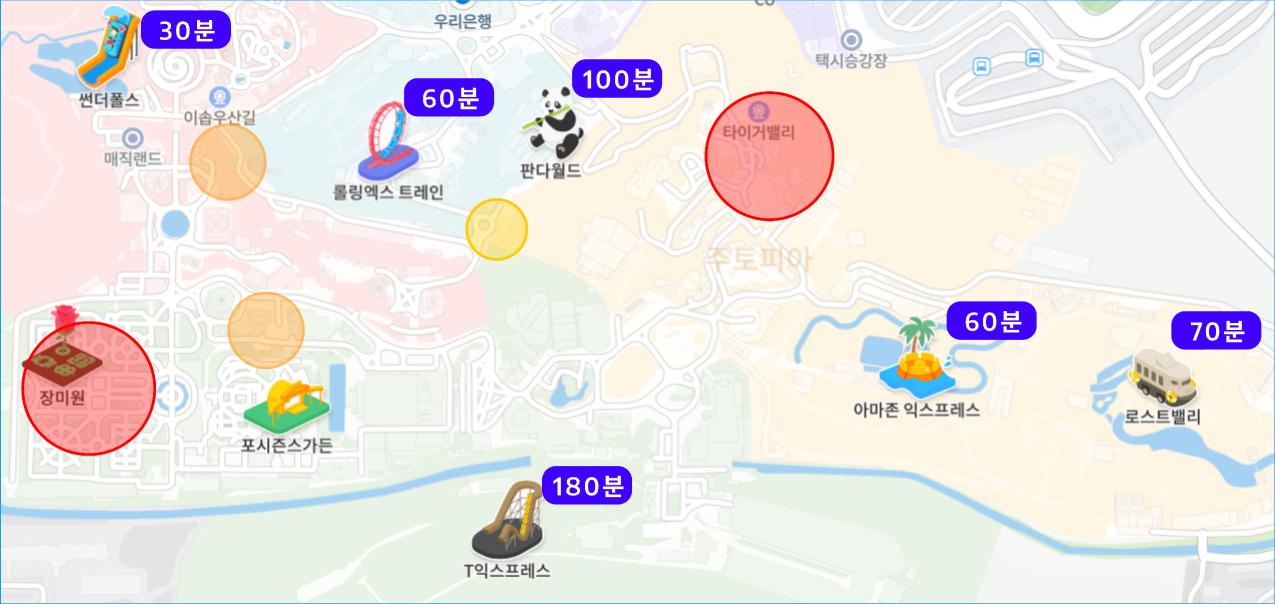 Co
우리은행
30분
택시승강장
100분
60분
썬더폴스
이솝우산길
타이거밸리
매직랜드
판다월드
롤링엑스 트레인
주토피아
60분
70분
장미원
아마존 익스프레스
로스트밸리
포시즌스가든
180분
T익스프레스